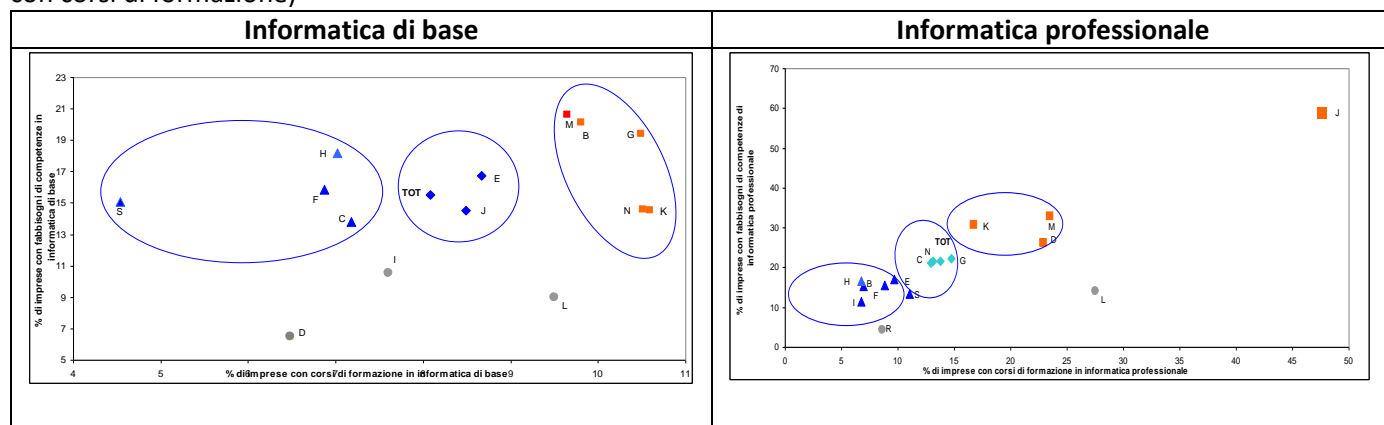 con corsi di formazione)
Informatica di base
Informatica professionale
% di imprese con fabbisogni di competenze in
informatica di base
23
21
19
17
15
13
11
9
7
5
M
B
G
H
E
TOT
F
S
C
J
N
K
I
L
D
4
5
6
7
8
9
10
11
% di imprese con corsi di formazione in informatica di base
% di imprese con fabbisogni di competenze di
informatica professionale
70
60
50
40
30
20
10
0
J
K
M
D
TOT
N
C
G
H
B
E
F
I
S
L
R
0
5
10
15
20
25
30
35
40
45
50
% di imprese con corsi di formazione in informatica professionale